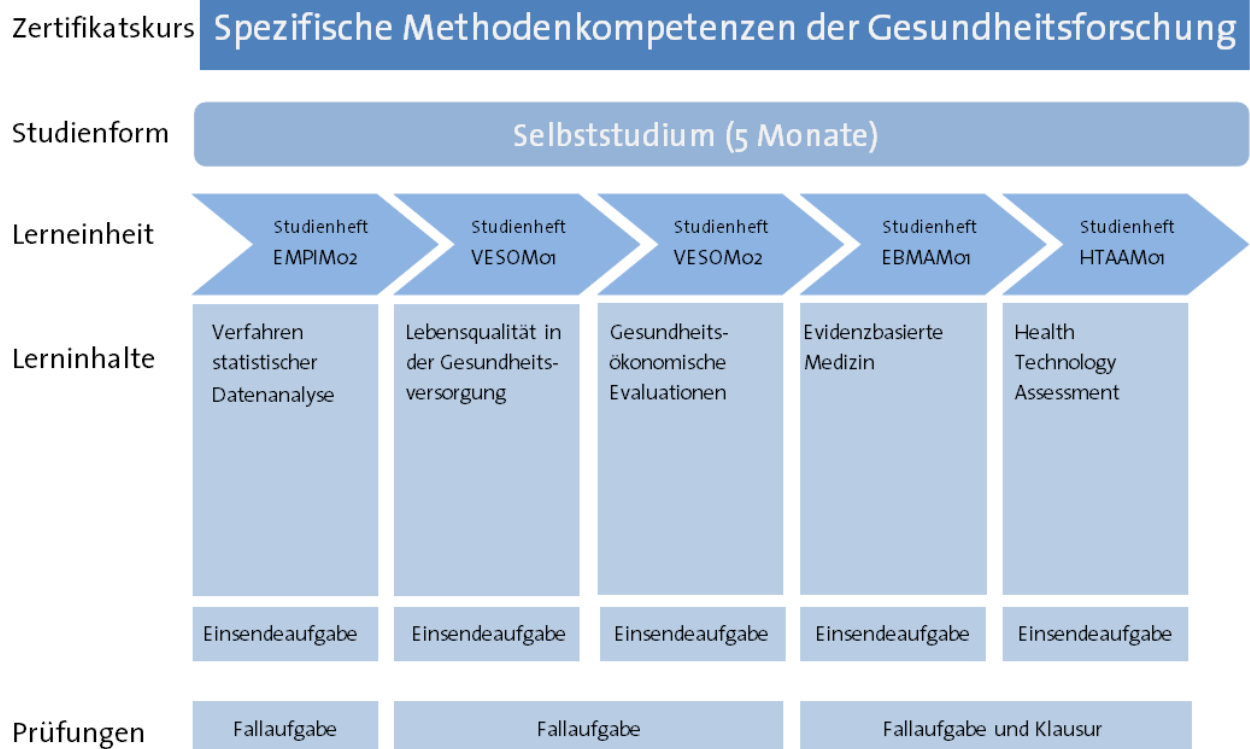 Zertifikatskurs Spezifische Methodenkompetenzen der Gesundheitsforschung
Studienform Selbststudium (5 Monate)
Lerneinheit
Studienheft
EMPIM02
Studienheft
VESOM01
Studienheft
VESOM02
Studienheft
EBMAM01
Studienheft
HTAAM01
Lerninhalte
Verfahren
statistischer
Datenanalyse
Lebensqualität in
der Gesundheits-
versorgung
Gesundheits-
ökonomische
Evaluationen
Evidenzbasierte
Medizin
Health
Technology
Assessment
Einsendeaufgabe
Einsendeaufgabe
Einsendeaufgabe
Einsendeaufgabe
Einsendeaufgabe
Prüfungen
Fallaufgabe
Fallaufgabe
Fallaufgabe und Klausur